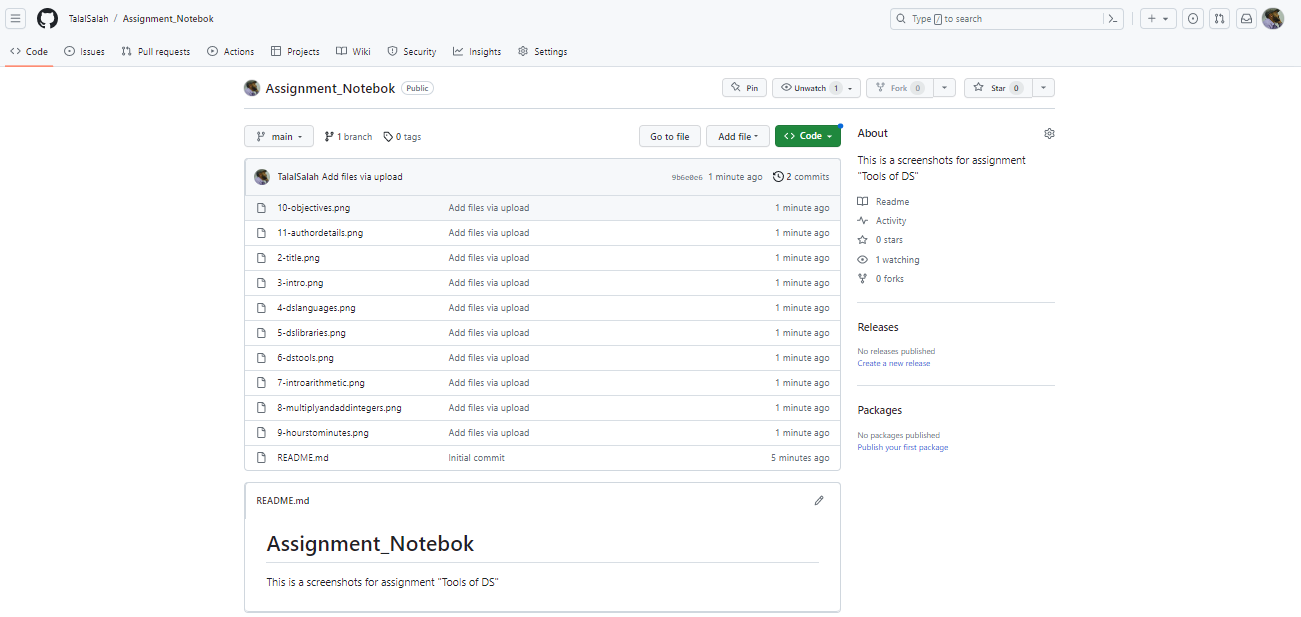 TalalSalah / Assignment_Notebok
Type / to search
Code Issues Pull requests Actions Projects Wiki Security Insights Settings
Assignment_Notebok Public
Pin Unwatch 1 Fork 0 Star 0
main 1 branch 0 tags Go to file Add file Code
TalalSalah Add files via upload 9b6e0e6 1 minute ago 2 commits
10-objectives.png Add files via upload 1 minute ago
11-authordetails.png Add files via upload 1 minute ago
2-title.png Add files via upload 1 minute ago
3-intro.png Add files via upload 1 minute ago
4-dslanguages.png Add files via upload 1 minute ago
5-dslibraries.png Add files via upload 1 minute ago
6-dstools.png Add files via upload 1 minute ago
7-introarithmetic.png Add files via upload 1 minute ago
8-multiplyandaddintegers.png Add files via upload 1 minute ago
9-hourstominutes.png Add files via upload 1 minute ago
README.md Initial commit 5 minutes ago
README.md
Assignment_Notebok
This is a screenshots for assignment "Tools of DS"
About
This is a screenshots for assignment
"Tools of DS"
Readme
Activity
0 stars
1 watching
0 forks
Releases
No releases published
Create a new release
Packages
No packages published
Publish your first package